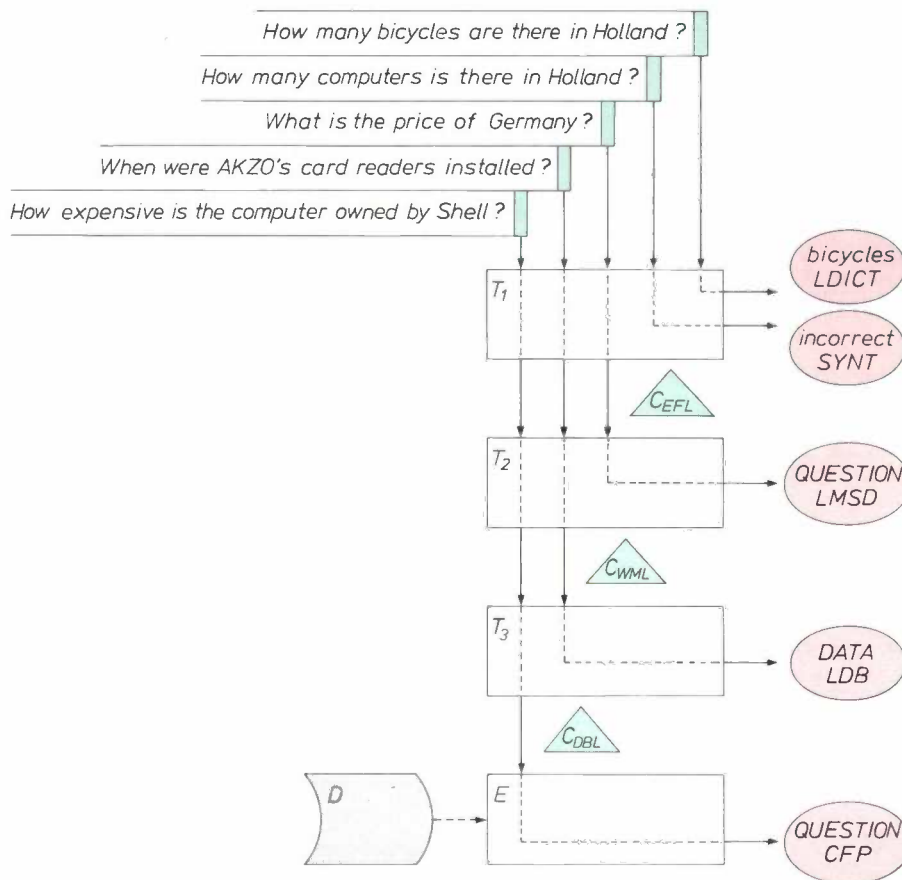 How many bicycles are there in Holland ?
How many computers is there in Holland ?
What is the price of Germany ?
When were AKZO's card readers installed ?
How expensive is the computer owned by Shell ?
T1
bicycles
LDICT
incorrect
SYNT
CEFL
T2
QUESTION
LMSD
CWML
T3
DATA
LDB
CDBL
D
E
QUESTION
CFP